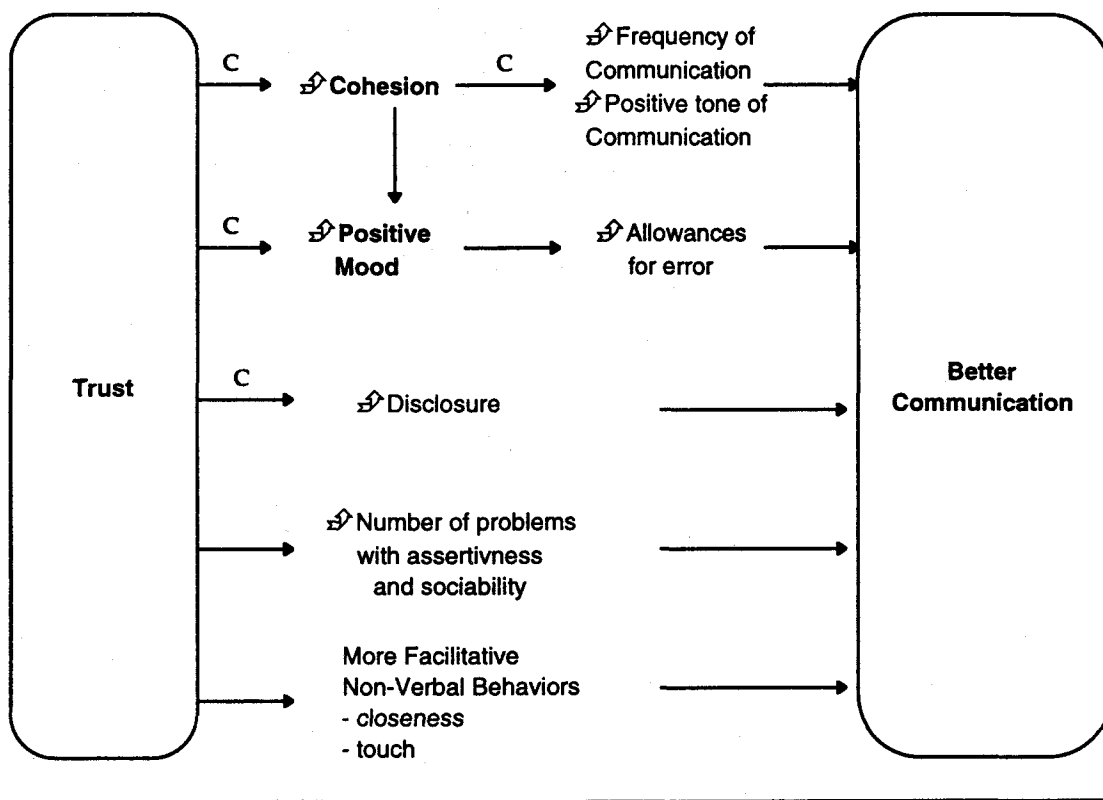 Trust
C
Cohesion
C
Frequency of
Communication
Positive tone of
Communication
C
Positive
Mood
Allowances
for error
C
Disclosure
Number of problems
with assertivness
and sociability
More Facilitative
Non-Verbal Behaviors
- closeness
- touch
Better
Communication